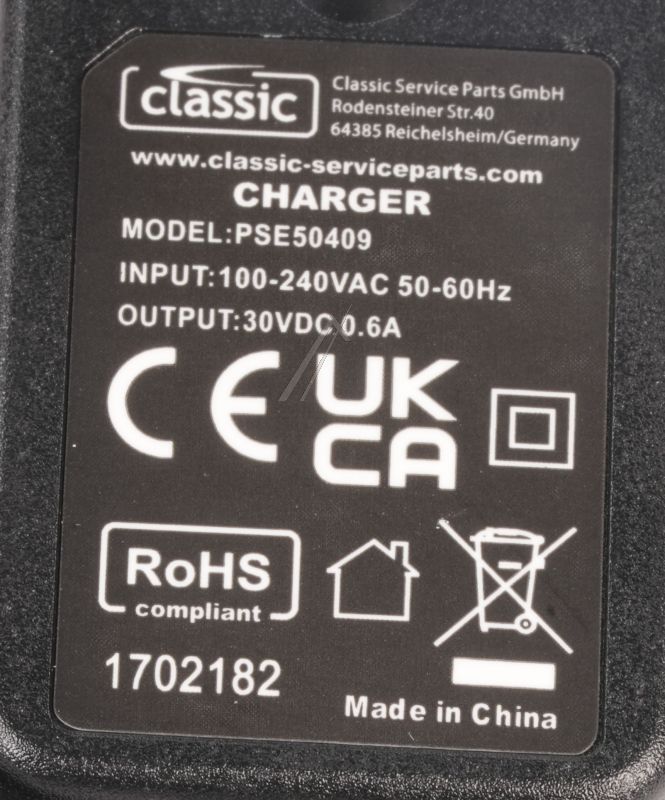 classic
Classic Service Parts GmbH
Rodensteiner Str.40
64385 Reichelsheim/Germany
www.classic-serviceparts.com
CHARGER
MODEL:PSE50409
INPUT:100-240VAC 50-60Hz
OUTPUT:30VDC 0.6A
CE
UK
CA
RoHS
compliant
1702182
Made in China